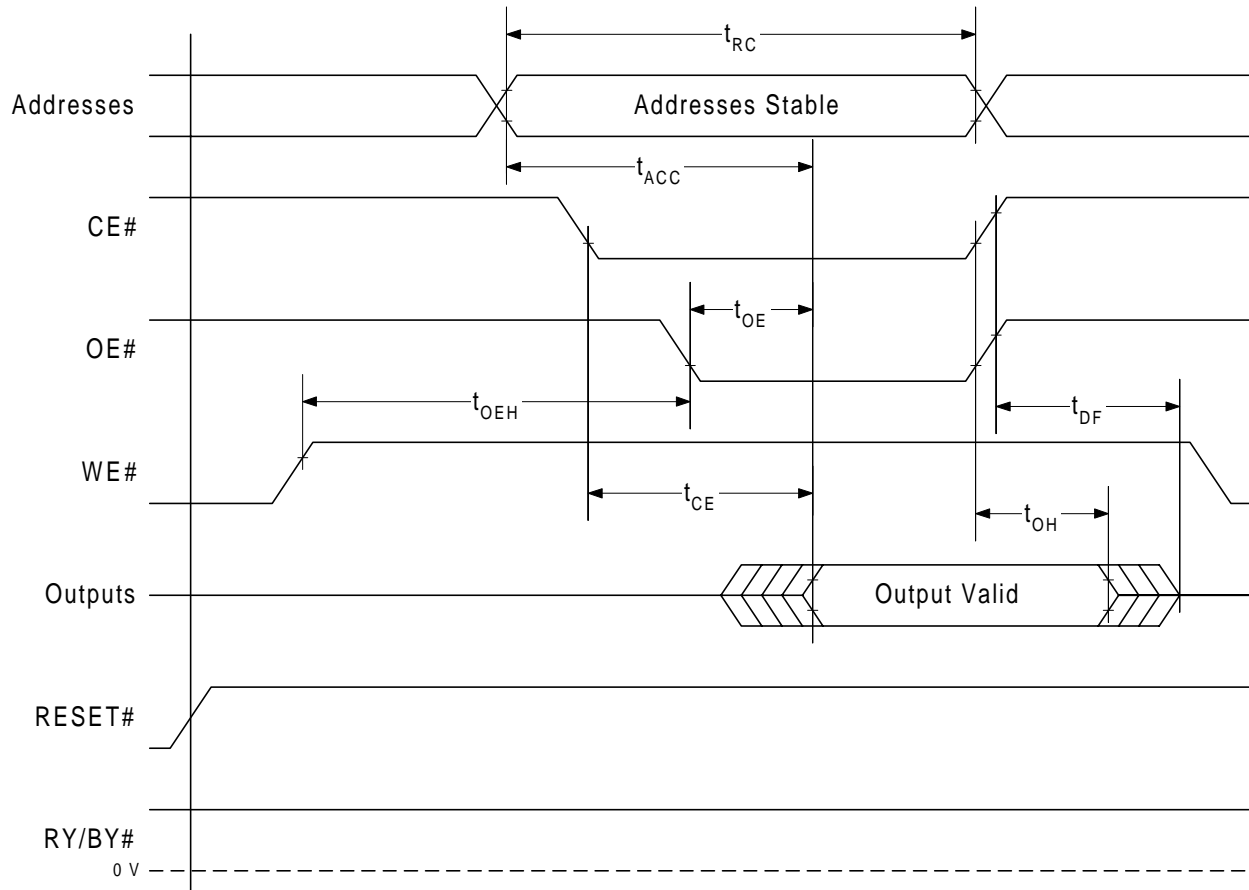 tRC
Addresses
Addresses Stable
tACC
CE#
tOE
OE#
tOEH
tDF
WE#
tCE
tOH
Outputs
Output Valid
RESET#
RY/BY#
0 V